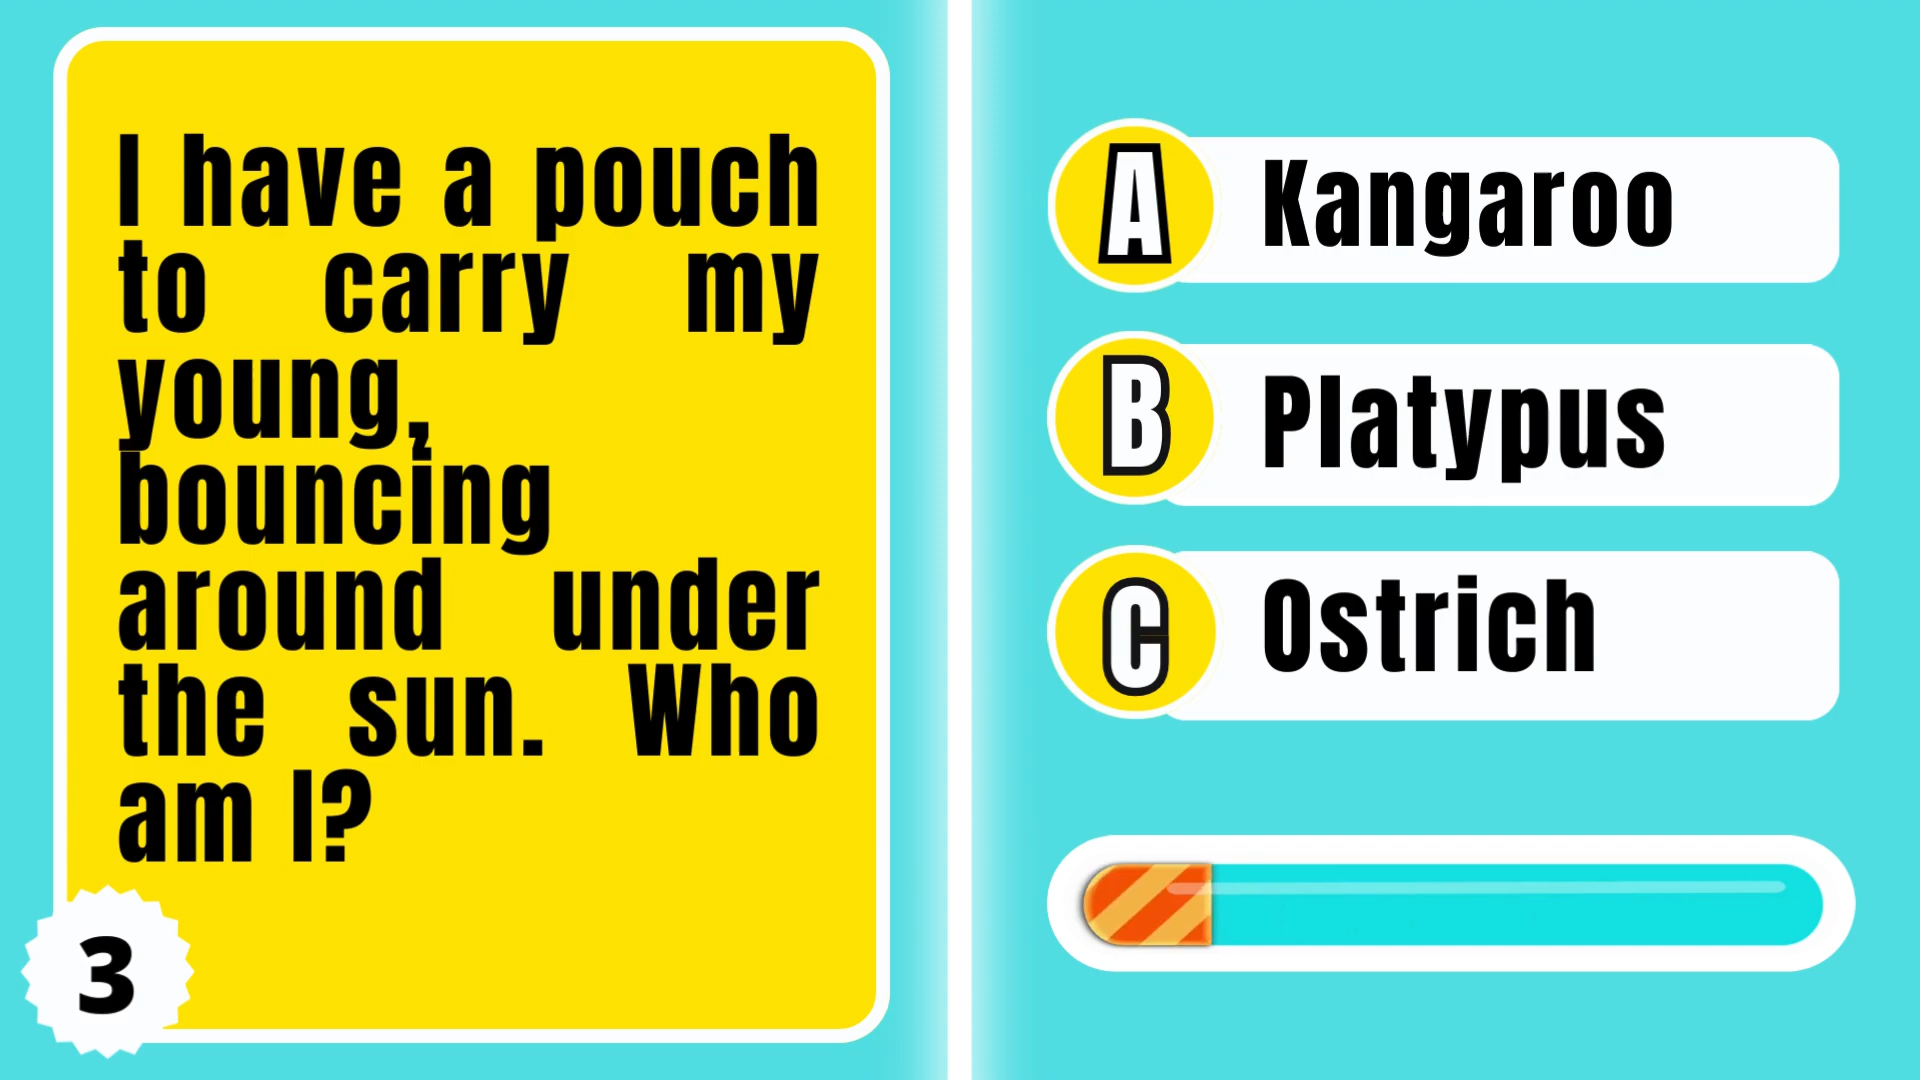 I have a pouch
to carry my
young,
bouncing
around under
the sun. Who
am I?
3
A Kangaroo
B Platypus
C Ostrich